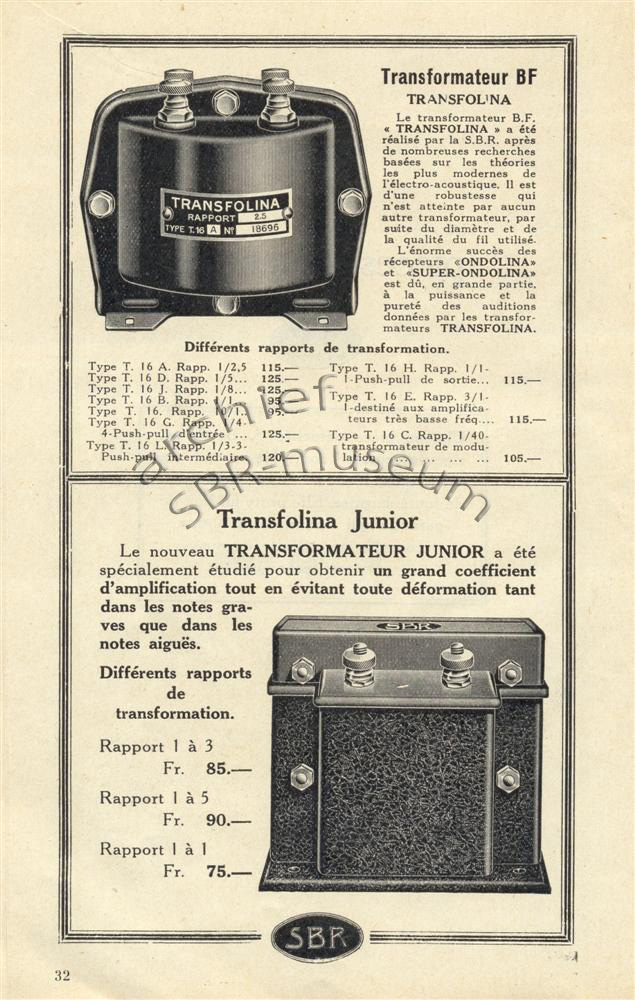 Transformateur BF
TRANSFOLINA
Le transformateur B.F.
« TRANSFOLINA » a été
réalisé par la S.B.R. après
de nombreuses recherches
basées sur les théories
les plus modernes de
l'électro-acoustique. Il est
d'une robustesse qui
n'est atteinte par aucun
autre transformateur, par
suite du diamètre et de
la qualité du fil utilisé.
L'énorme succès des
récepteurs «ONDOLINA»
et «SUPER-ONDOLINA»
est dû, en grande partie,
à la puissance et la
pureté des auditions
données par les transfor-
mateurs TRANSFOLINA.
TRANSFOLINA
RAPPORT 2.5
TYPE T.16 A No 18696
Différents rapports de transformation.
Type T. 16 A. Rapp. 1/2,5 115.—
Type T. 16 D. Rapp. 1/5... 125.—
Type T. 16 J. Rapp. 1/8... 125.—
Type T. 16 B. Rapp. 1/1... 95.—
Type T. 16. Rapp. 10/1. 95.—
Type T. 16 G. Rapp. 1/4-
4-Push-pull d'entrée ... 125.—
Type T. 16 L. Rapp. 1/3-3-
Push-pull intermédiaire. 120.—
Type T. 16 H. Rapp. 1/1-
1-Push-pull de sortie... 115.—
Type T. 16 E. Rapp. 3/1-
1-destiné aux amplifica-
teurs très basse fréq.... 115.—
Type T. 16 C. Rapp. 1/40-
transformateur de modu-
lation ... ... ... ... 105.—
archief
SBR-museum
Transfolina Junior
Le nouveau TRANSFORMATEUR JUNIOR a été
spécialement étudié pour obtenir un grand coefficient
d'amplification tout en évitant toute déformation tant
dans les notes gra-
ves que dans les
notes aiguës.
Différents rapports
de
transformation.
Rapport 1 à 3
Fr. 85.—
Rapport 1 à 5
Fr. 90.—
Rapport 1 à 1
Fr. 75.—
SBR
SBR
32